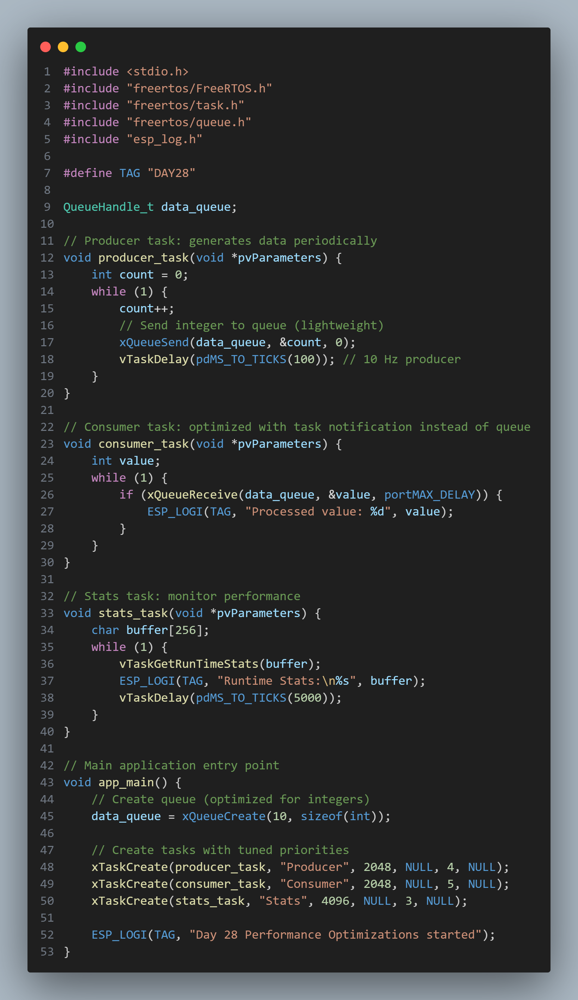 1 #include <stdio.h>
2 #include "freertos/FreeRTOS.h"
3 #include "freertos/task.h"
4 #include "freertos/queue.h"
5 #include "esp_log.h"
6
7 #define TAG "DAY28"
8
9 QueueHandle_t data_queue;
10
11 // Producer task: generates data periodically
12 void producer_task(void *pvParameters) {
13     int count = 0;
14     while (1) {
15         count++;
16         // Send integer to queue (lightweight)
17         xQueueSend(data_queue, &count, 0);
18         vTaskDelay(pdMS_TO_TICKS(100)); // 10 Hz producer
19     }
20 }
21
22 // Consumer task: optimized with task notification instead of queue
23 void consumer_task(void *pvParameters) {
24     int value;
25     while (1) {
26         if (xQueueReceive(data_queue, &value, portMAX_DELAY)) {
27             ESP_LOGI(TAG, "Processed value: %d", value);
28         }
29     }
30 }
31
32 // Stats task: monitor performance
33 void stats_task(void *pvParameters) {
34     char buffer[256];
35     while (1) {
36         vTaskGetRunTimeStats(buffer);
37         ESP_LOGI(TAG, "Runtime Stats:\n%s", buffer);
38         vTaskDelay(pdMS_TO_TICKS(5000));
39     }
40 }
41
42 // Main application entry point
43 void app_main() {
44     // Create queue (optimized for integers)
45     data_queue = xQueueCreate(10, sizeof(int));
46
47     // Create tasks with tuned priorities
48     xTaskCreate(producer_task, "Producer", 2048, NULL, 4, NULL);
49     xTaskCreate(consumer_task, "Consumer", 2048, NULL, 5, NULL);
50     xTaskCreate(stats_task, "Stats", 4096, NULL, 3, NULL);
51
52     ESP_LOGI(TAG, "Day 28 Performance Optimizations started");
53 }